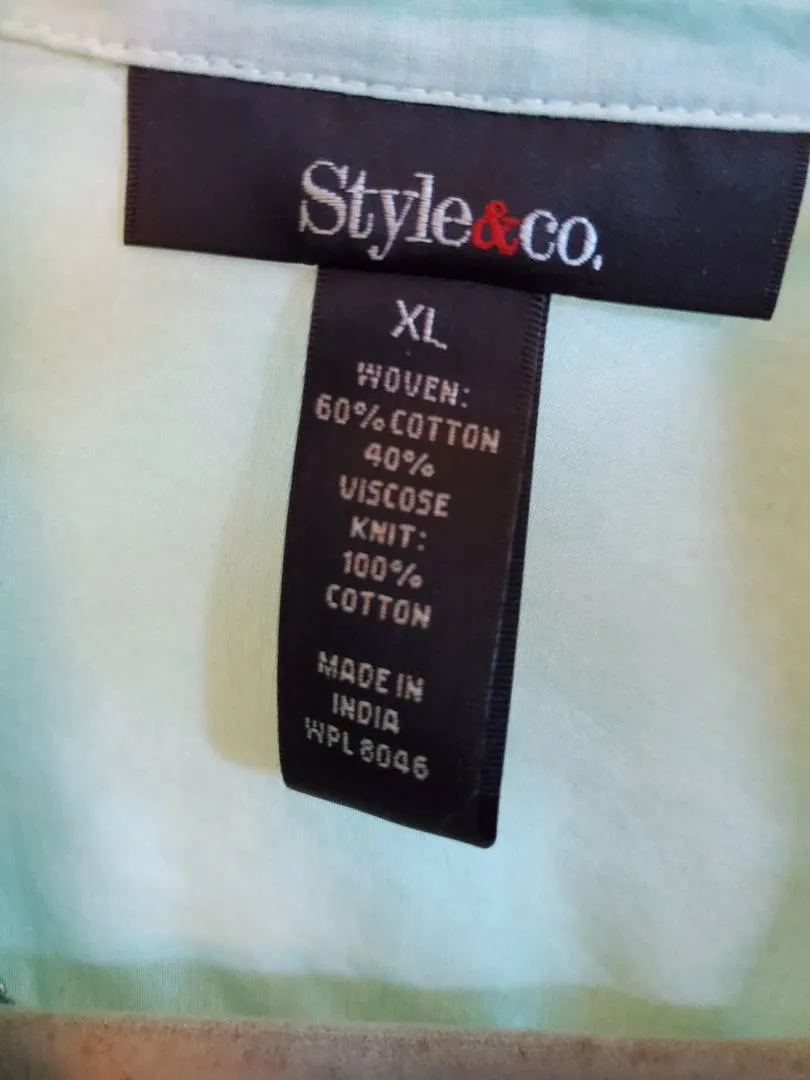 Style&co.
XL
WOVEN:
60% COTTON
40%
VISCOSE
KNIT:
100%
COTTON
MADE IN
INDIA
WPL 8046